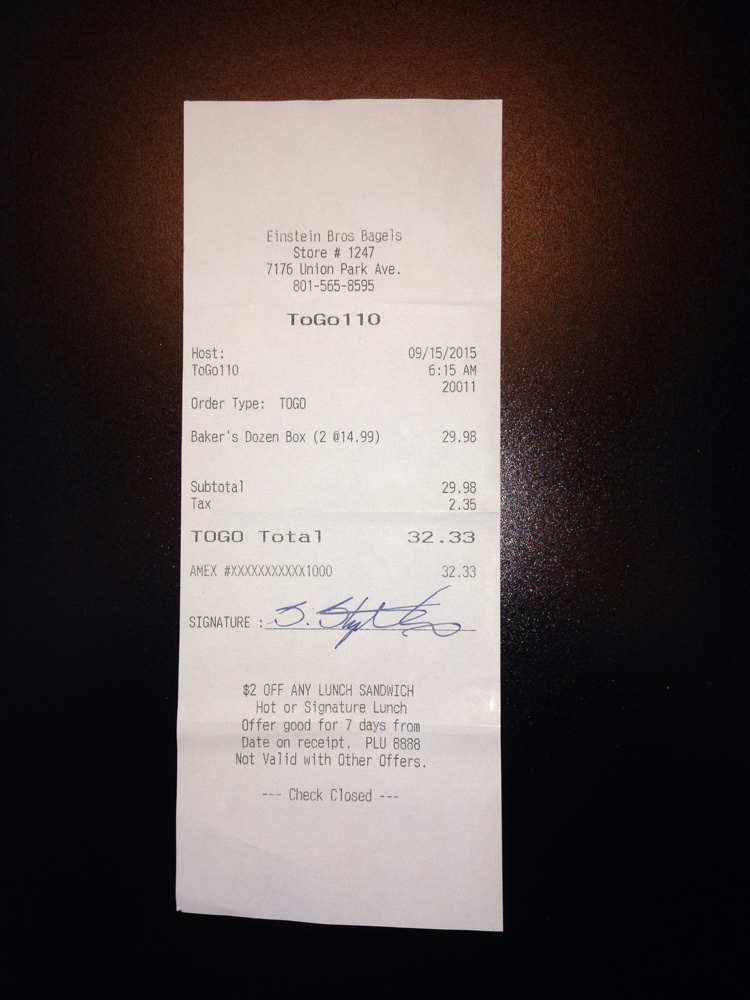 Einstein Bros Bagels
Store # 1247
7176 Union Park Ave.
801-565-8595
ToGo110
Host: 09/15/2015
ToGo110 6:15 AM
20011
Order Type: TOGO
Baker's Dozen Box (2 @14.99) 29.98
Subtotal 29.98
Tax 2.35
TOGO Total 32.33
AMEX #XXXXXXXXXXX1000 32.33
SIGNATURE :
$2 OFF ANY LUNCH SANDWICH
Hot or Signature Lunch
Offer good for 7 days from
Date on receipt. PLU 8888
Not Valid with Other Offers.
--- Check Closed ---